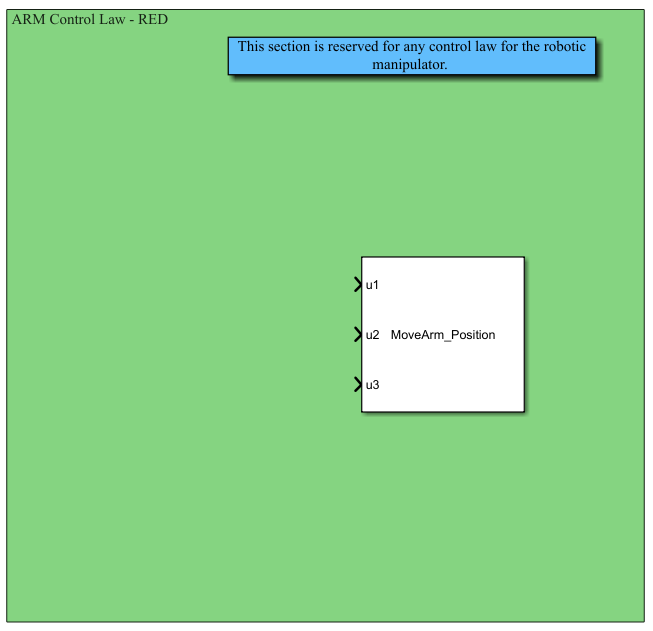 ARM Control Law - RED
This section is reserved for any control law for the robotic
manipulator.
u1
u2 MoveArm_Position
u3